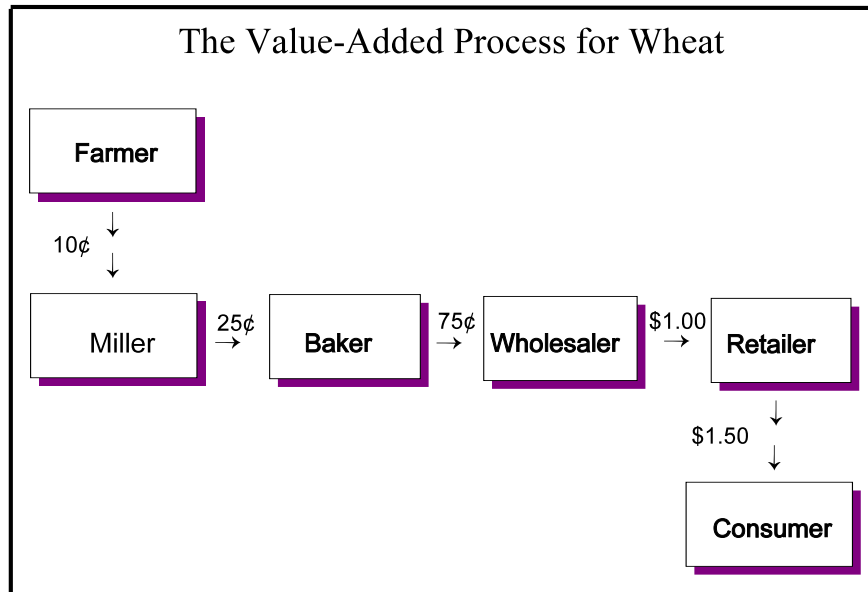 The Value-Added Process for Wheat
Farmer
10¢
Miller
25¢
Baker
75¢
Wholesaler
$1.00
Retailer
$1.50
Consumer